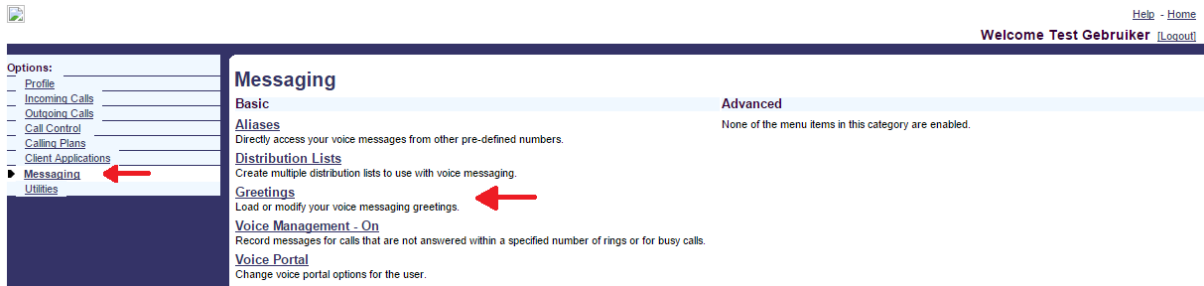 Help - Home
Welcome Test Gebruiker [Logout]
Options:
Profile
Incoming Calls
Outgoing Calls
Call Control
Calling Plans
Client Applications
Messaging
Utilities
Messaging
Basic
Aliases
Directly access your voice messages from other pre-defined numbers.
Distribution Lists
Create multiple distribution lists to use with voice messaging.
Greetings
Load or modify your voice messaging greetings.
Voice Management - On
Record messages for calls that are not answered within a specified number of rings or for busy calls.
Voice Portal
Change voice portal options for the user.
Advanced
None of the menu items in this category are enabled.